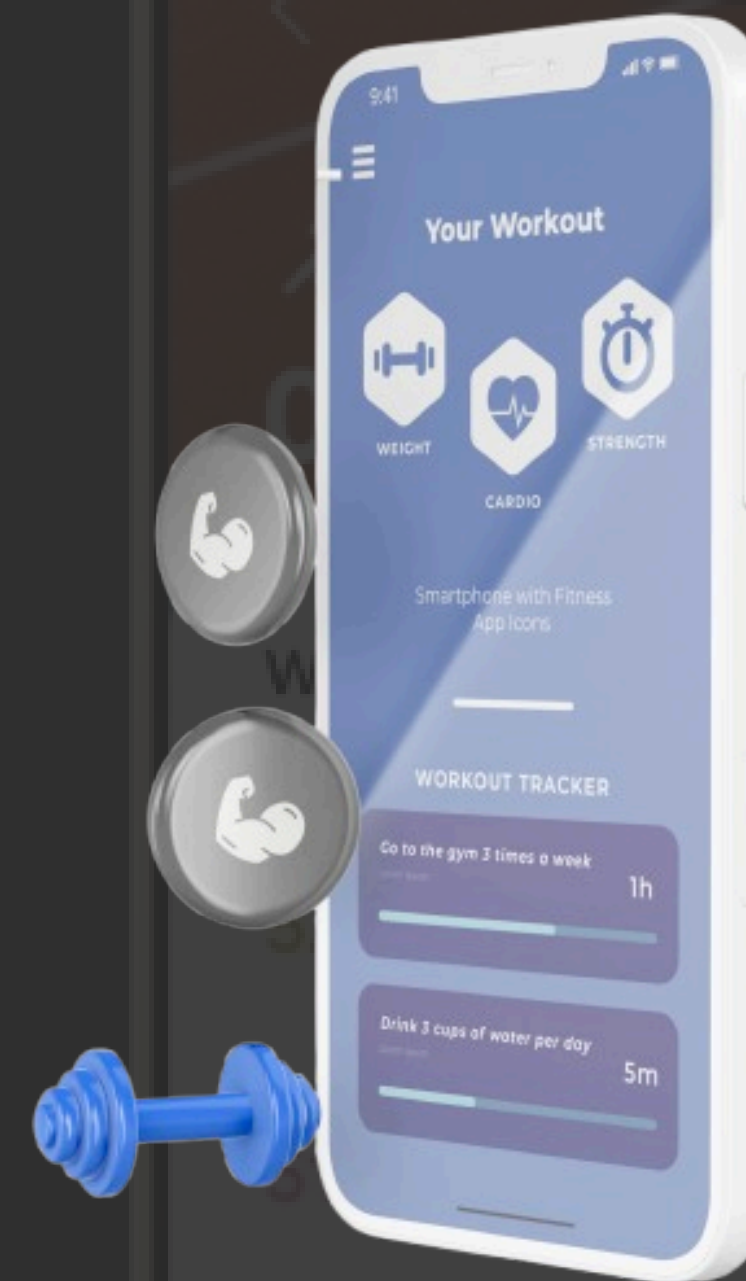 9:41
Your Workout
WEIGHT
STRENGTH
CARDIO
Smartphone with Fitness
App Icons
WORKOUT TRACKER
Go to the gym 3 times a week
1h
Drink 3 cups of water per day
5m